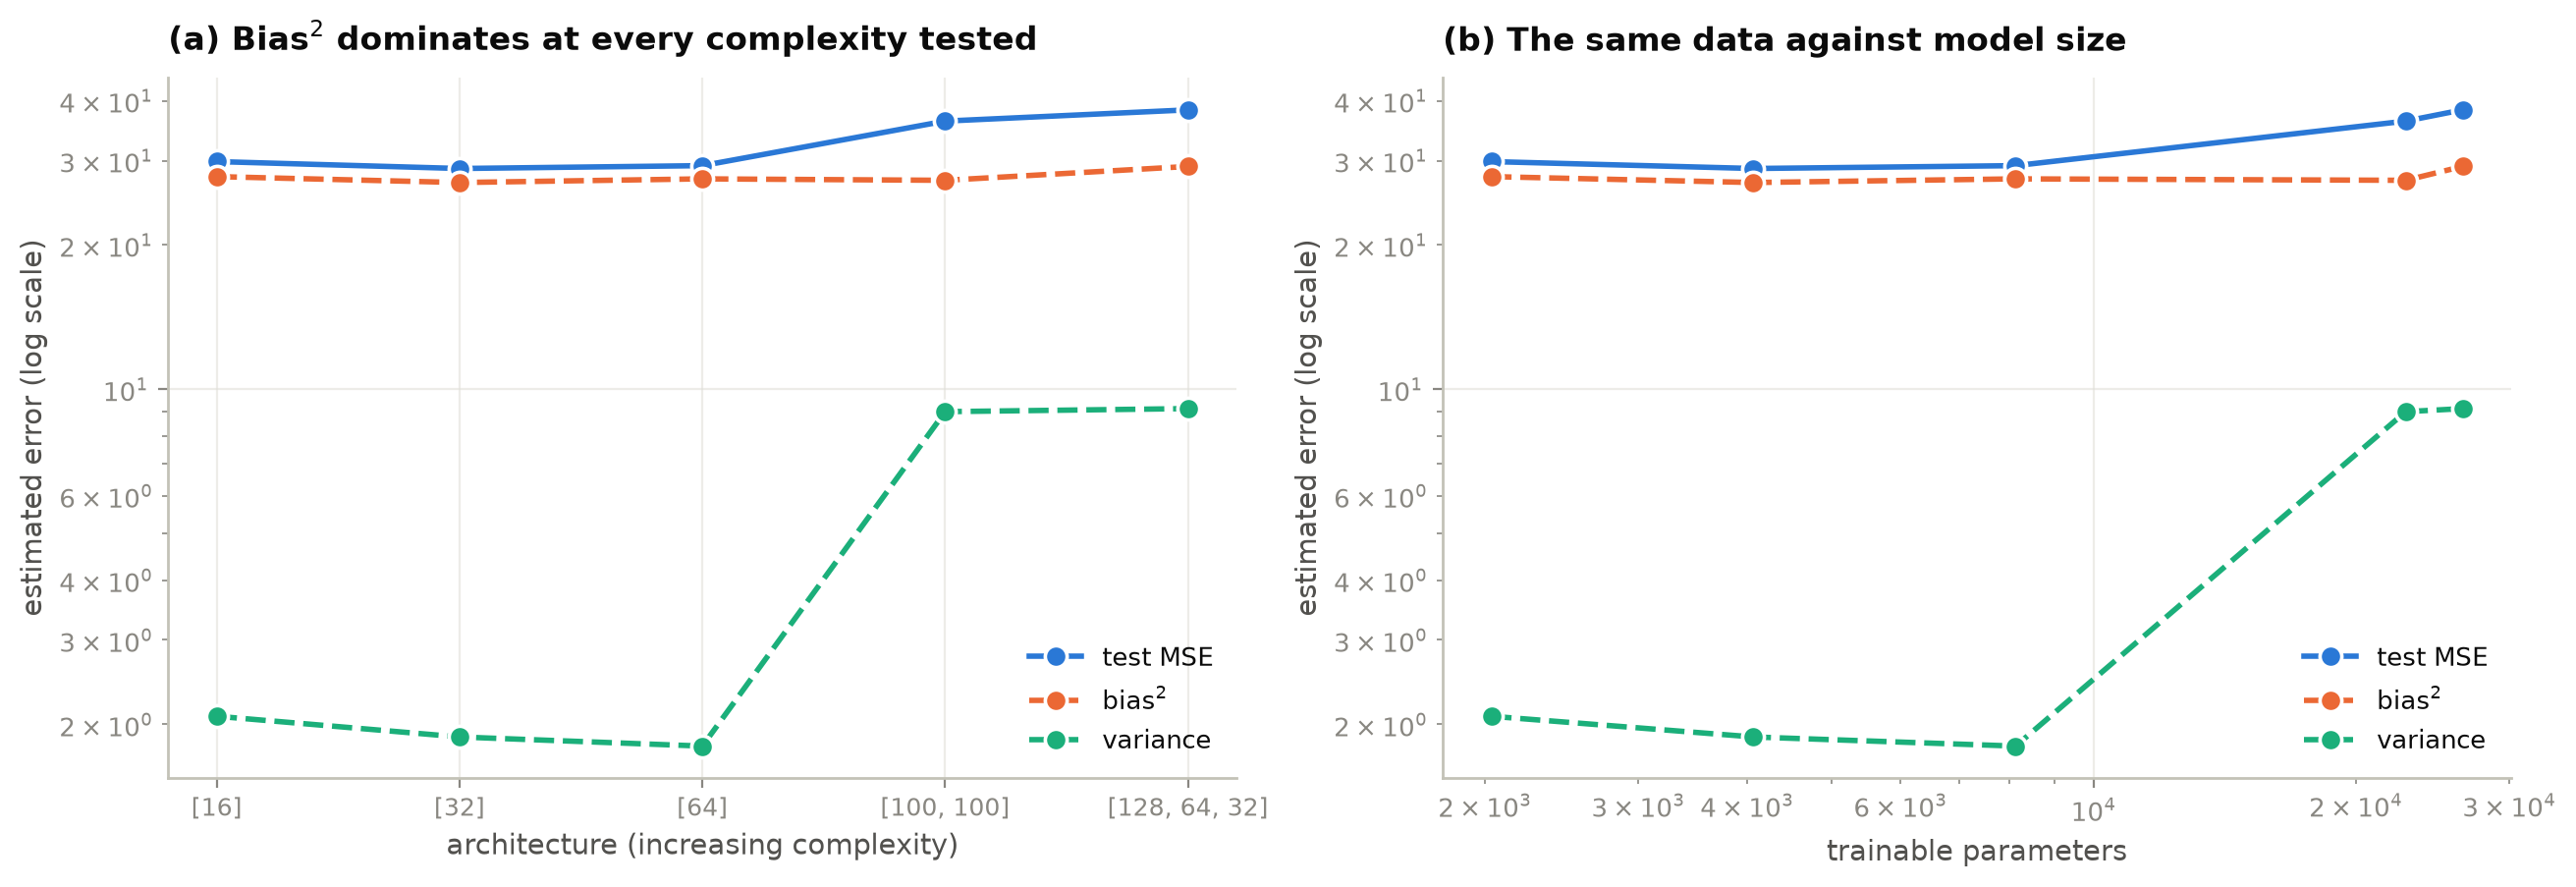 (a) Bias² dominates at every complexity tested
estimated error (log scale)
4 × 10¹
3 × 10¹
2 × 10¹
10¹
6 × 10⁰
4 × 10⁰
3 × 10⁰
2 × 10⁰
test MSE
bias²
variance
[16] [32] [64] [100, 100] [128, 64, 32]
architecture (increasing complexity)
(b) The same data against model size
estimated error (log scale)
4 × 10¹
3 × 10¹
2 × 10¹
10¹
6 × 10⁰
4 × 10⁰
3 × 10⁰
2 × 10⁰
test MSE
bias²
variance
2 × 10³ 3 × 10³ 4 × 10³ 6 × 10³ 10⁴ 2 × 10⁴ 3 × 10⁴
trainable parameters